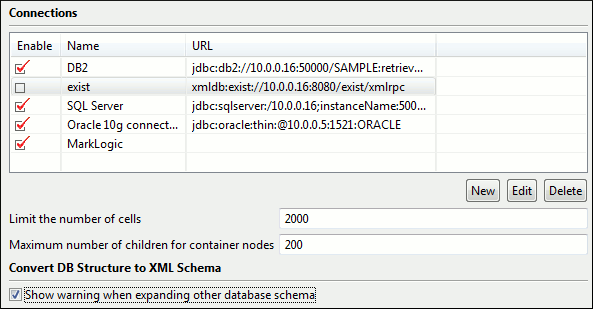 Connections
Enable Name URL
DB2 jdbc:db2://10.0.0.16:50000/SAMPLE:retriev...
exist xmldb:exist://10.0.0.16:8080/exist/xmlrpc
SQL Server jdbc:sqlserver:/10.0.0.16;instanceName:500...
Oracle 10g connect... jdbc:oracle:thin:@10.0.0.5:1521:ORACLE
MarkLogic
New Edit Delete
Limit the number of cells 2000
Maximum number of children for container nodes 200
Convert DB Structure to XML Schema
Show warning when expanding other database schema